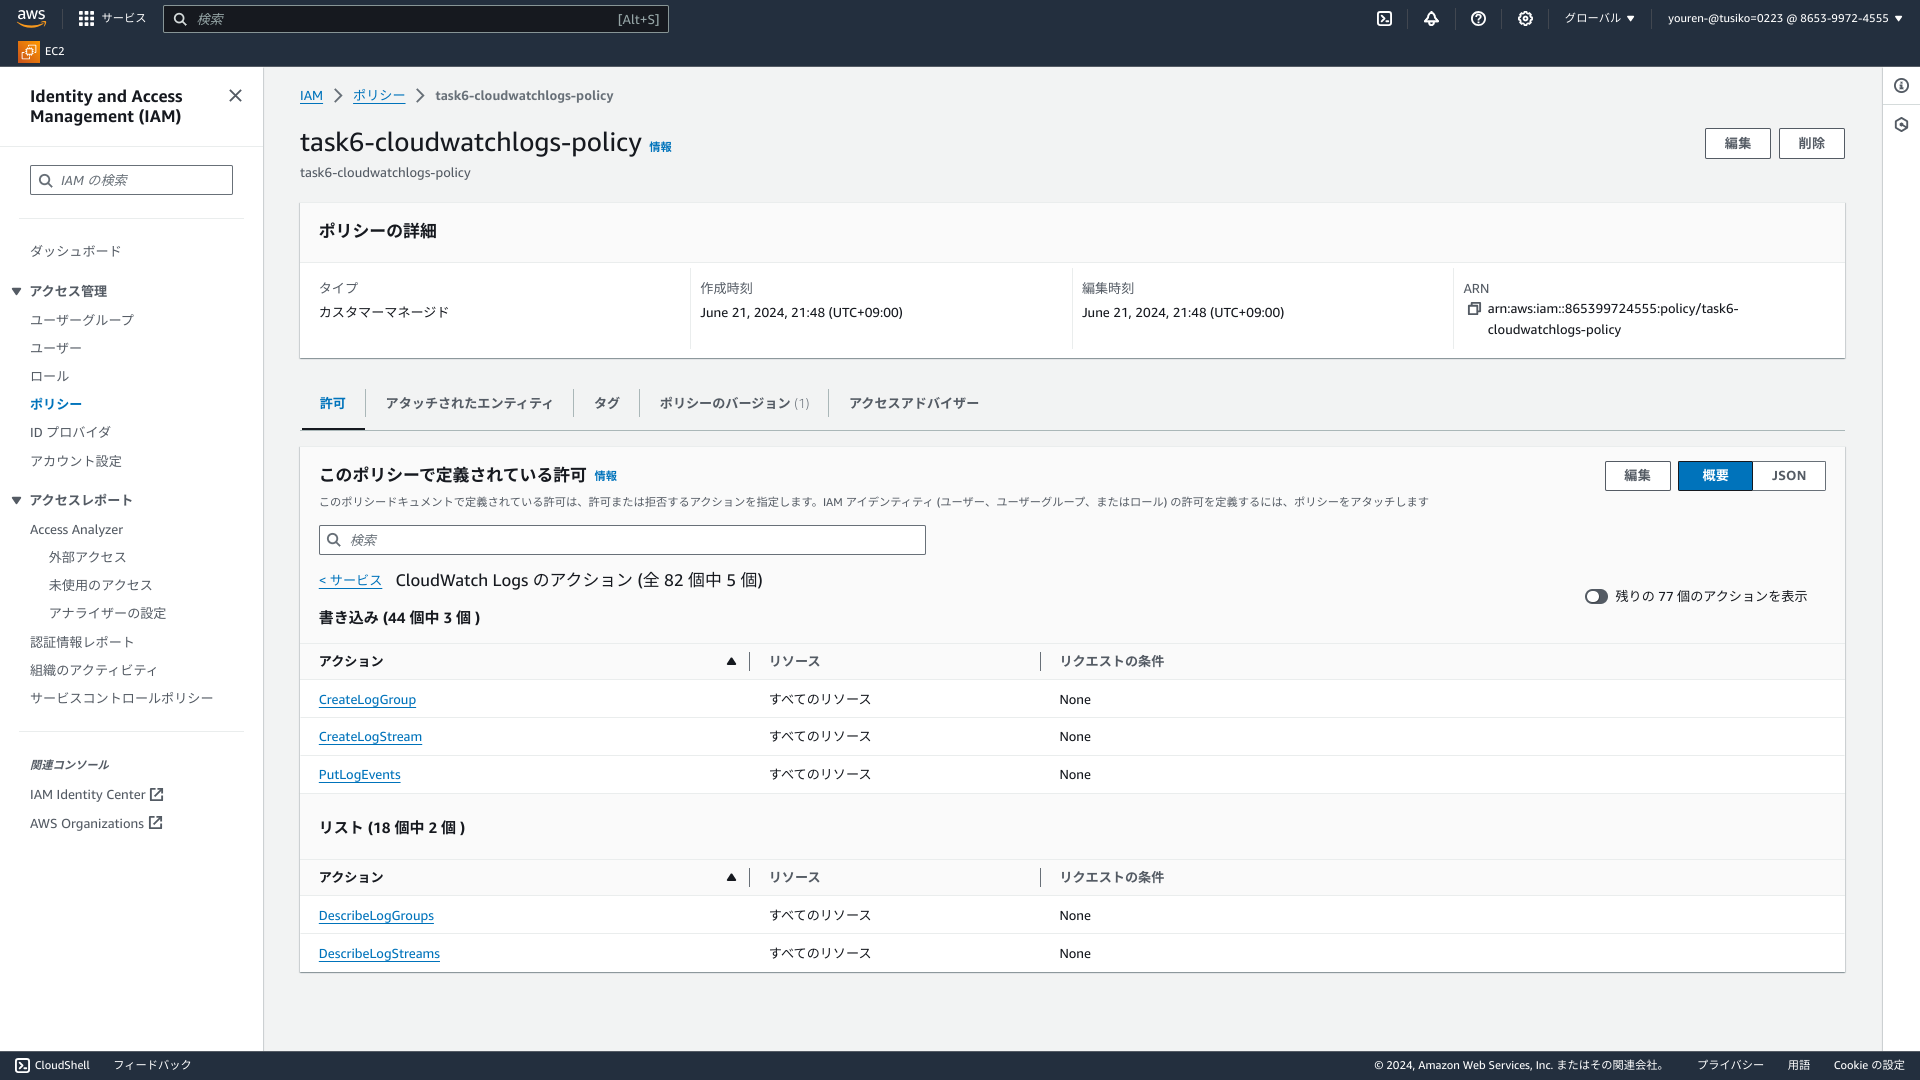 aws
サービス
検索
[Alt+S]
グローバル ▼
youren-@tusiko=0223 @ 8653-9972-4555 ▼
EC2
Identity and Access Management (IAM)
IAM の検索
ダッシュボード
アクセス管理
ユーザーグループ
ユーザー
ロール
ポリシー
ID プロバイダ
アカウント設定
アクセスレポート
Access Analyzer
外部アクセス
未使用のアクセス
アナライザーの設定
認証情報レポート
組織のアクティビティ
サービスコントロールポリシー
関連コンソール
IAM Identity Center
AWS Organizations
IAM > ポリシー > task6-cloudwatchlogs-policy
task6-cloudwatchlogs-policy 情報
task6-cloudwatchlogs-policy
編集
削除
ポリシーの詳細
タイプ
カスタマーマネージド
作成時刻
June 21, 2024, 21:48 (UTC+09:00)
編集時刻
June 21, 2024, 21:48 (UTC+09:00)
ARN
arn:aws:iam::865399724555:policy/task6-
cloudwatchlogs-policy
許可
アタッチされたエンティティ
タグ
ポリシーのバージョン (1)
アクセスアドバイザー
このポリシーで定義されている許可 情報
このポリシードキュメントで定義されている許可は、許可または拒否するアクションを指定します。IAM アイデンティティ (ユーザー、ユーザーグループ、またはロール) の許可を定義するには、ポリシーをアタッチします
編集
概要
JSON
検索
< サービス CloudWatch Logs のアクション (全 82 個中 5 個)
残りの 77 個のアクションを表示
書き込み (44 個中 3 個 )
アクション ▲ リソース リクエストの条件
CreateLogGroup すべてのリソース None
CreateLogStream すべてのリソース None
PutLogEvents すべてのリソース None
リスト (18 個中 2 個 )
アクション ▲ リソース リクエストの条件
DescribeLogGroups すべてのリソース None
DescribeLogStreams すべてのリソース None
CloudShell
フィードバック
© 2024, Amazon Web Services, Inc. またはその関連会社。
プライバシー
用語
Cookie の設定